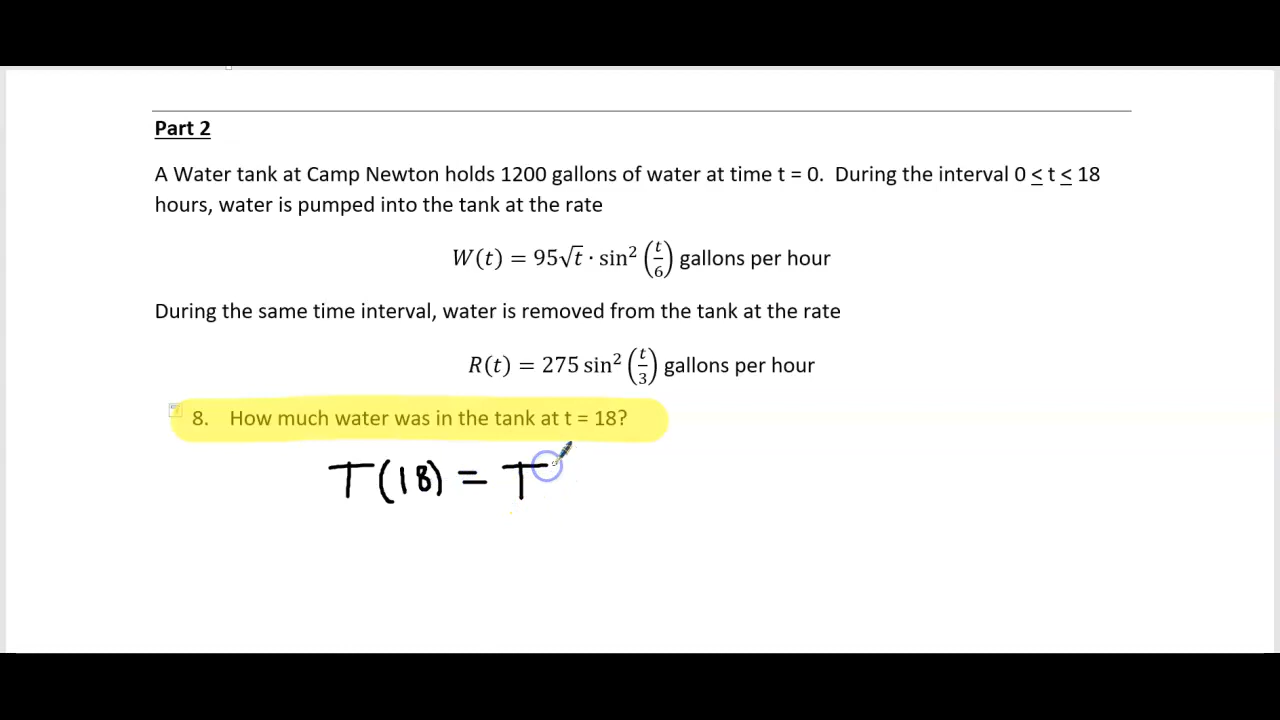 Part 2
A Water tank at Camp Newton holds 1200 gallons of water at time t = 0. During the interval 0 ≤ t ≤ 18
hours, water is pumped into the tank at the rate
W(t) = 95√t · sin² (t/6) gallons per hour
During the same time interval, water is removed from the tank at the rate
R(t) = 275 sin² (t/3) gallons per hour
8. How much water was in the tank at t = 18?
T(18) = T